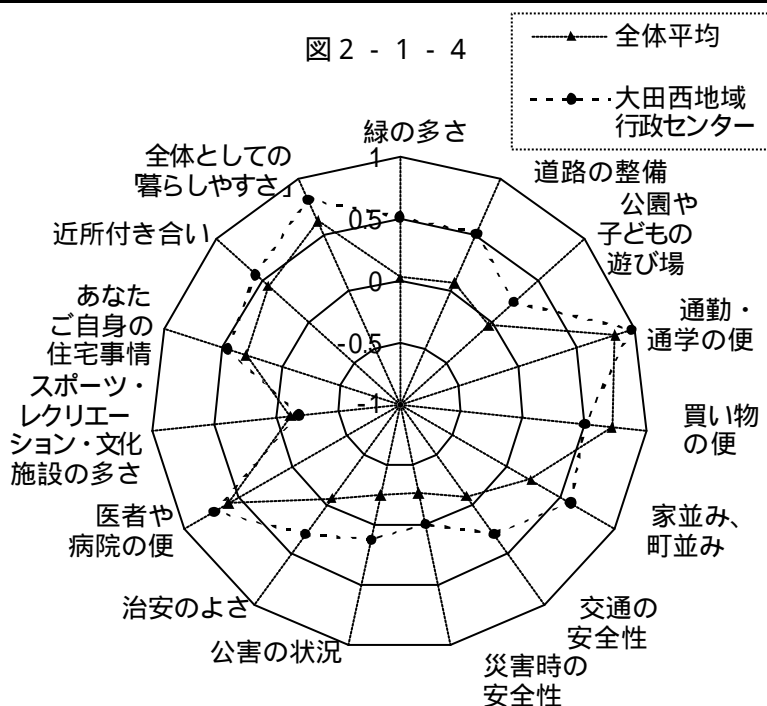 図2-1-4
全体平均
大田西地域
行政センター
緑の多さ
道路の整備
公園や
子どもの
遊び場
通勤・
通学の便
買い物
の便
家並み、
町並み
交通の
安全性
災害時の
安全性
公害の状況
治安のよさ
医者や
病院の便
スポーツ・
レクリエー
ション・文化
施設の多さ
あなた
ご自身の
住宅事情
近所付き合い
全体としての
「暮らしやすさ」
1
0.5
0
-0.5
-1